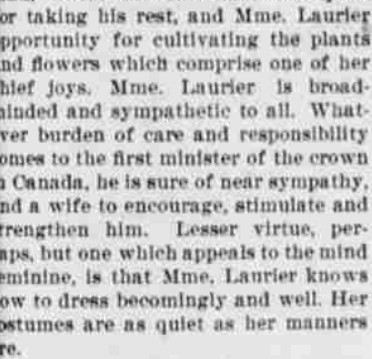 or taking his rest, and Mme. Laurier
pportunity for cultivating the plants
nd flowers which comprise one of her
hief joys. Mme. Laurier is broad-
inded and sympathetic to all. What-
ver burden of care and responsibility
omes to the first minister of the crown
n Canada, he is sure of near sympathy,
nd a wife to encourage, stimulate and
trengthen him. Lesser virtue, per-
aps, but one which appeals to the mind
eminine, is that Mme. Laurier knows
ow to dress becomingly and well. Her
ostumes are as quiet as her manners
re.